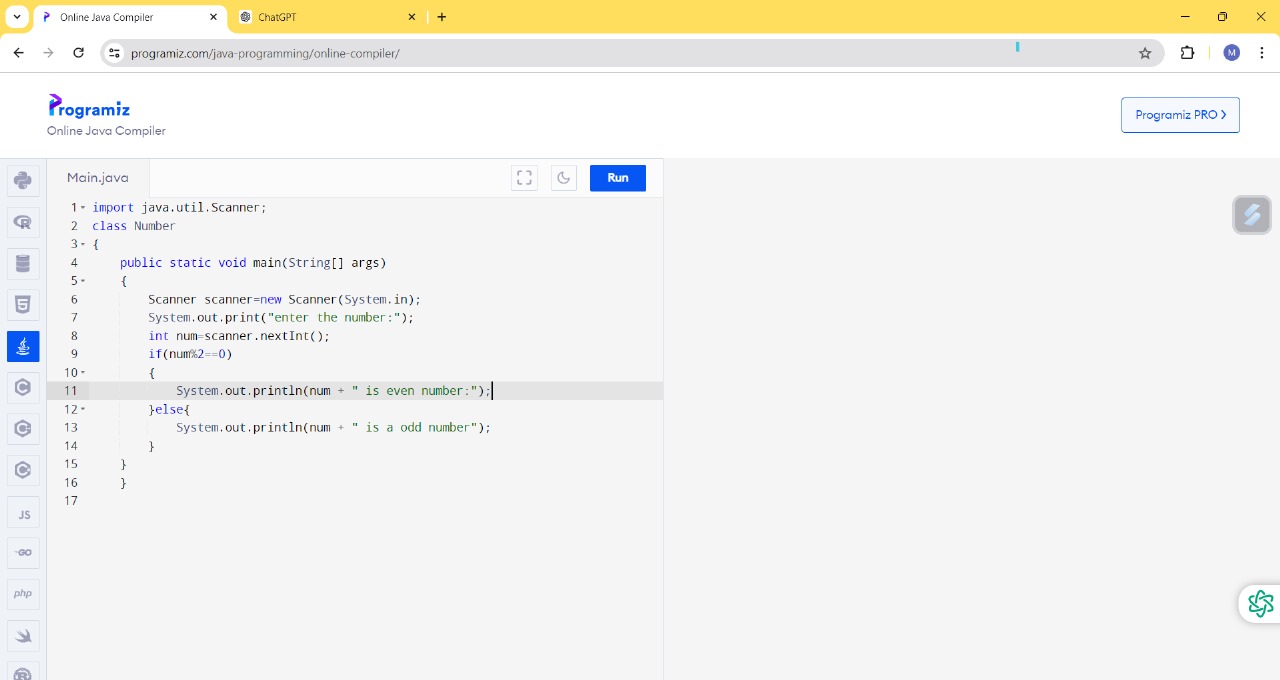 Online Java Compiler
ChatGPT
programiz.com/java-programming/online-compiler/
M
Programiz
Online Java Compiler
Programiz PRO
Main.java
Run
1 import java.util.Scanner;
2 class Number
3 {
4 public static void main(String[] args)
5 {
6 Scanner scanner=new Scanner(System.in);
7 System.out.print("enter the number:");
8 int num=scanner.nextInt();
9 if(num%2==0)
10 {
11 System.out.println(num + " is even number:");
12 }else{
13 System.out.println(num + " is a odd number");
14 }
15 }
16 }
17
R
5
C
C
C
JS
GO
php
R